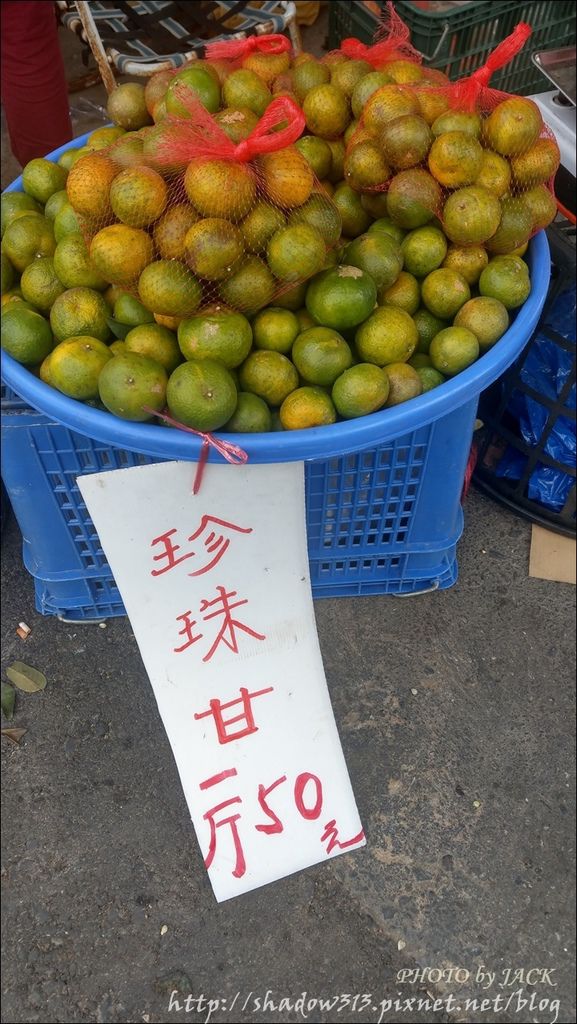 珍珠甘
一斤50元
PHOTO by JACK
http://shadow313.pixnet.net/blog